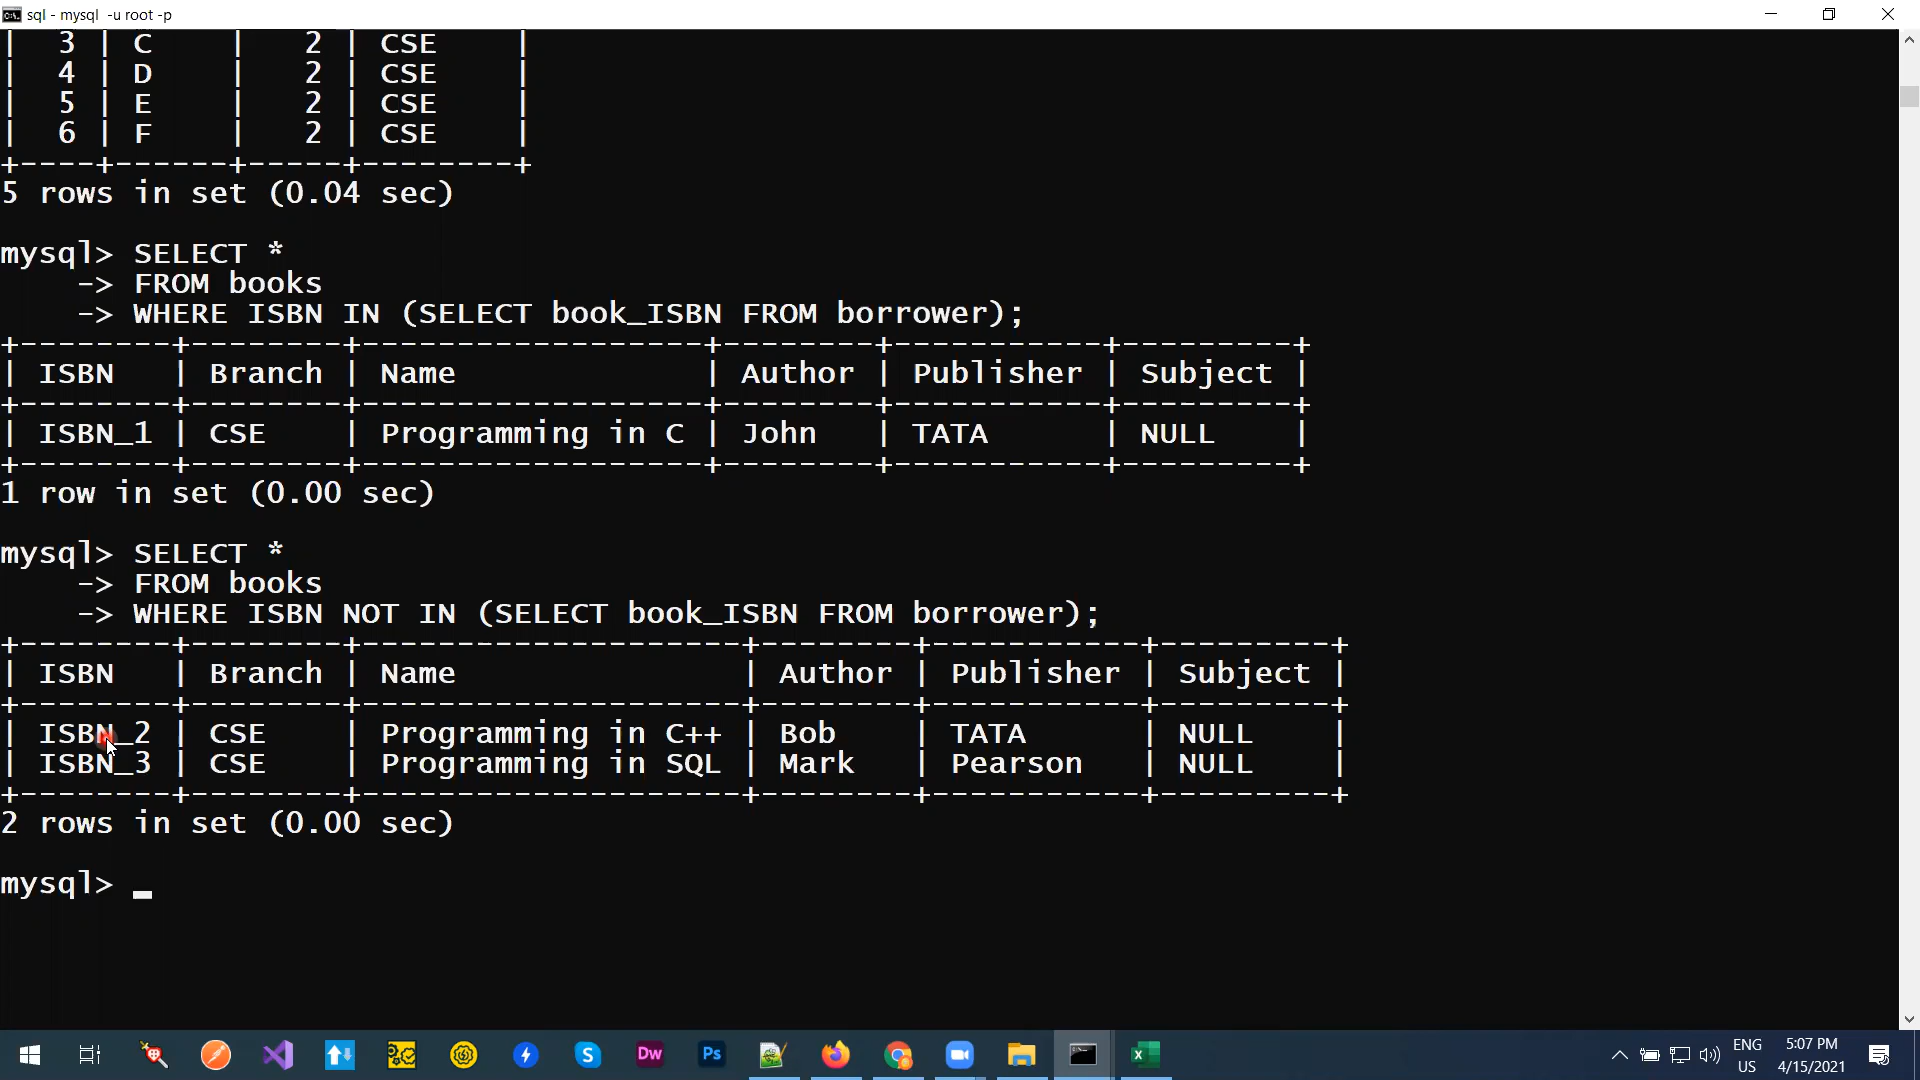 sql - mysql  -u root -p
|  3 | C    |   2 | CSE    |
|  4 | D    |   2 | CSE    |
|  5 | E    |   2 | CSE    |
|  6 | F    |   2 | CSE    |
+----+------+-----+--------+
5 rows in set (0.04 sec)
mysql> SELECT *
    -> FROM books
    -> WHERE ISBN IN (SELECT book_ISBN FROM borrower);
+--------+--------+------------------+--------+-----------+---------+
| ISBN   | Branch | Name             | Author | Publisher | Subject |
+--------+--------+------------------+--------+-----------+---------+
| ISBN_1 | CSE    | Programming in C | John   | TATA      | NULL    |
+--------+--------+------------------+--------+-----------+---------+
1 row in set (0.00 sec)
mysql> SELECT *
    -> FROM books
    -> WHERE ISBN NOT IN (SELECT book_ISBN FROM borrower);
+--------+--------+--------------------+--------+-----------+---------+
| ISBN   | Branch | Name               | Author | Publisher | Subject |
+--------+--------+--------------------+--------+-----------+---------+
| ISBN_2 | CSE    | Programming in C++ | Bob    | TATA      | NULL    |
| ISBN_3 | CSE    | Programming in SQL | Mark   | Pearson   | NULL    |
+--------+--------+--------------------+--------+-----------+---------+
2 rows in set (0.00 sec)
mysql> _
Dw
Ps
ENG
US
5:07 PM
4/15/2021